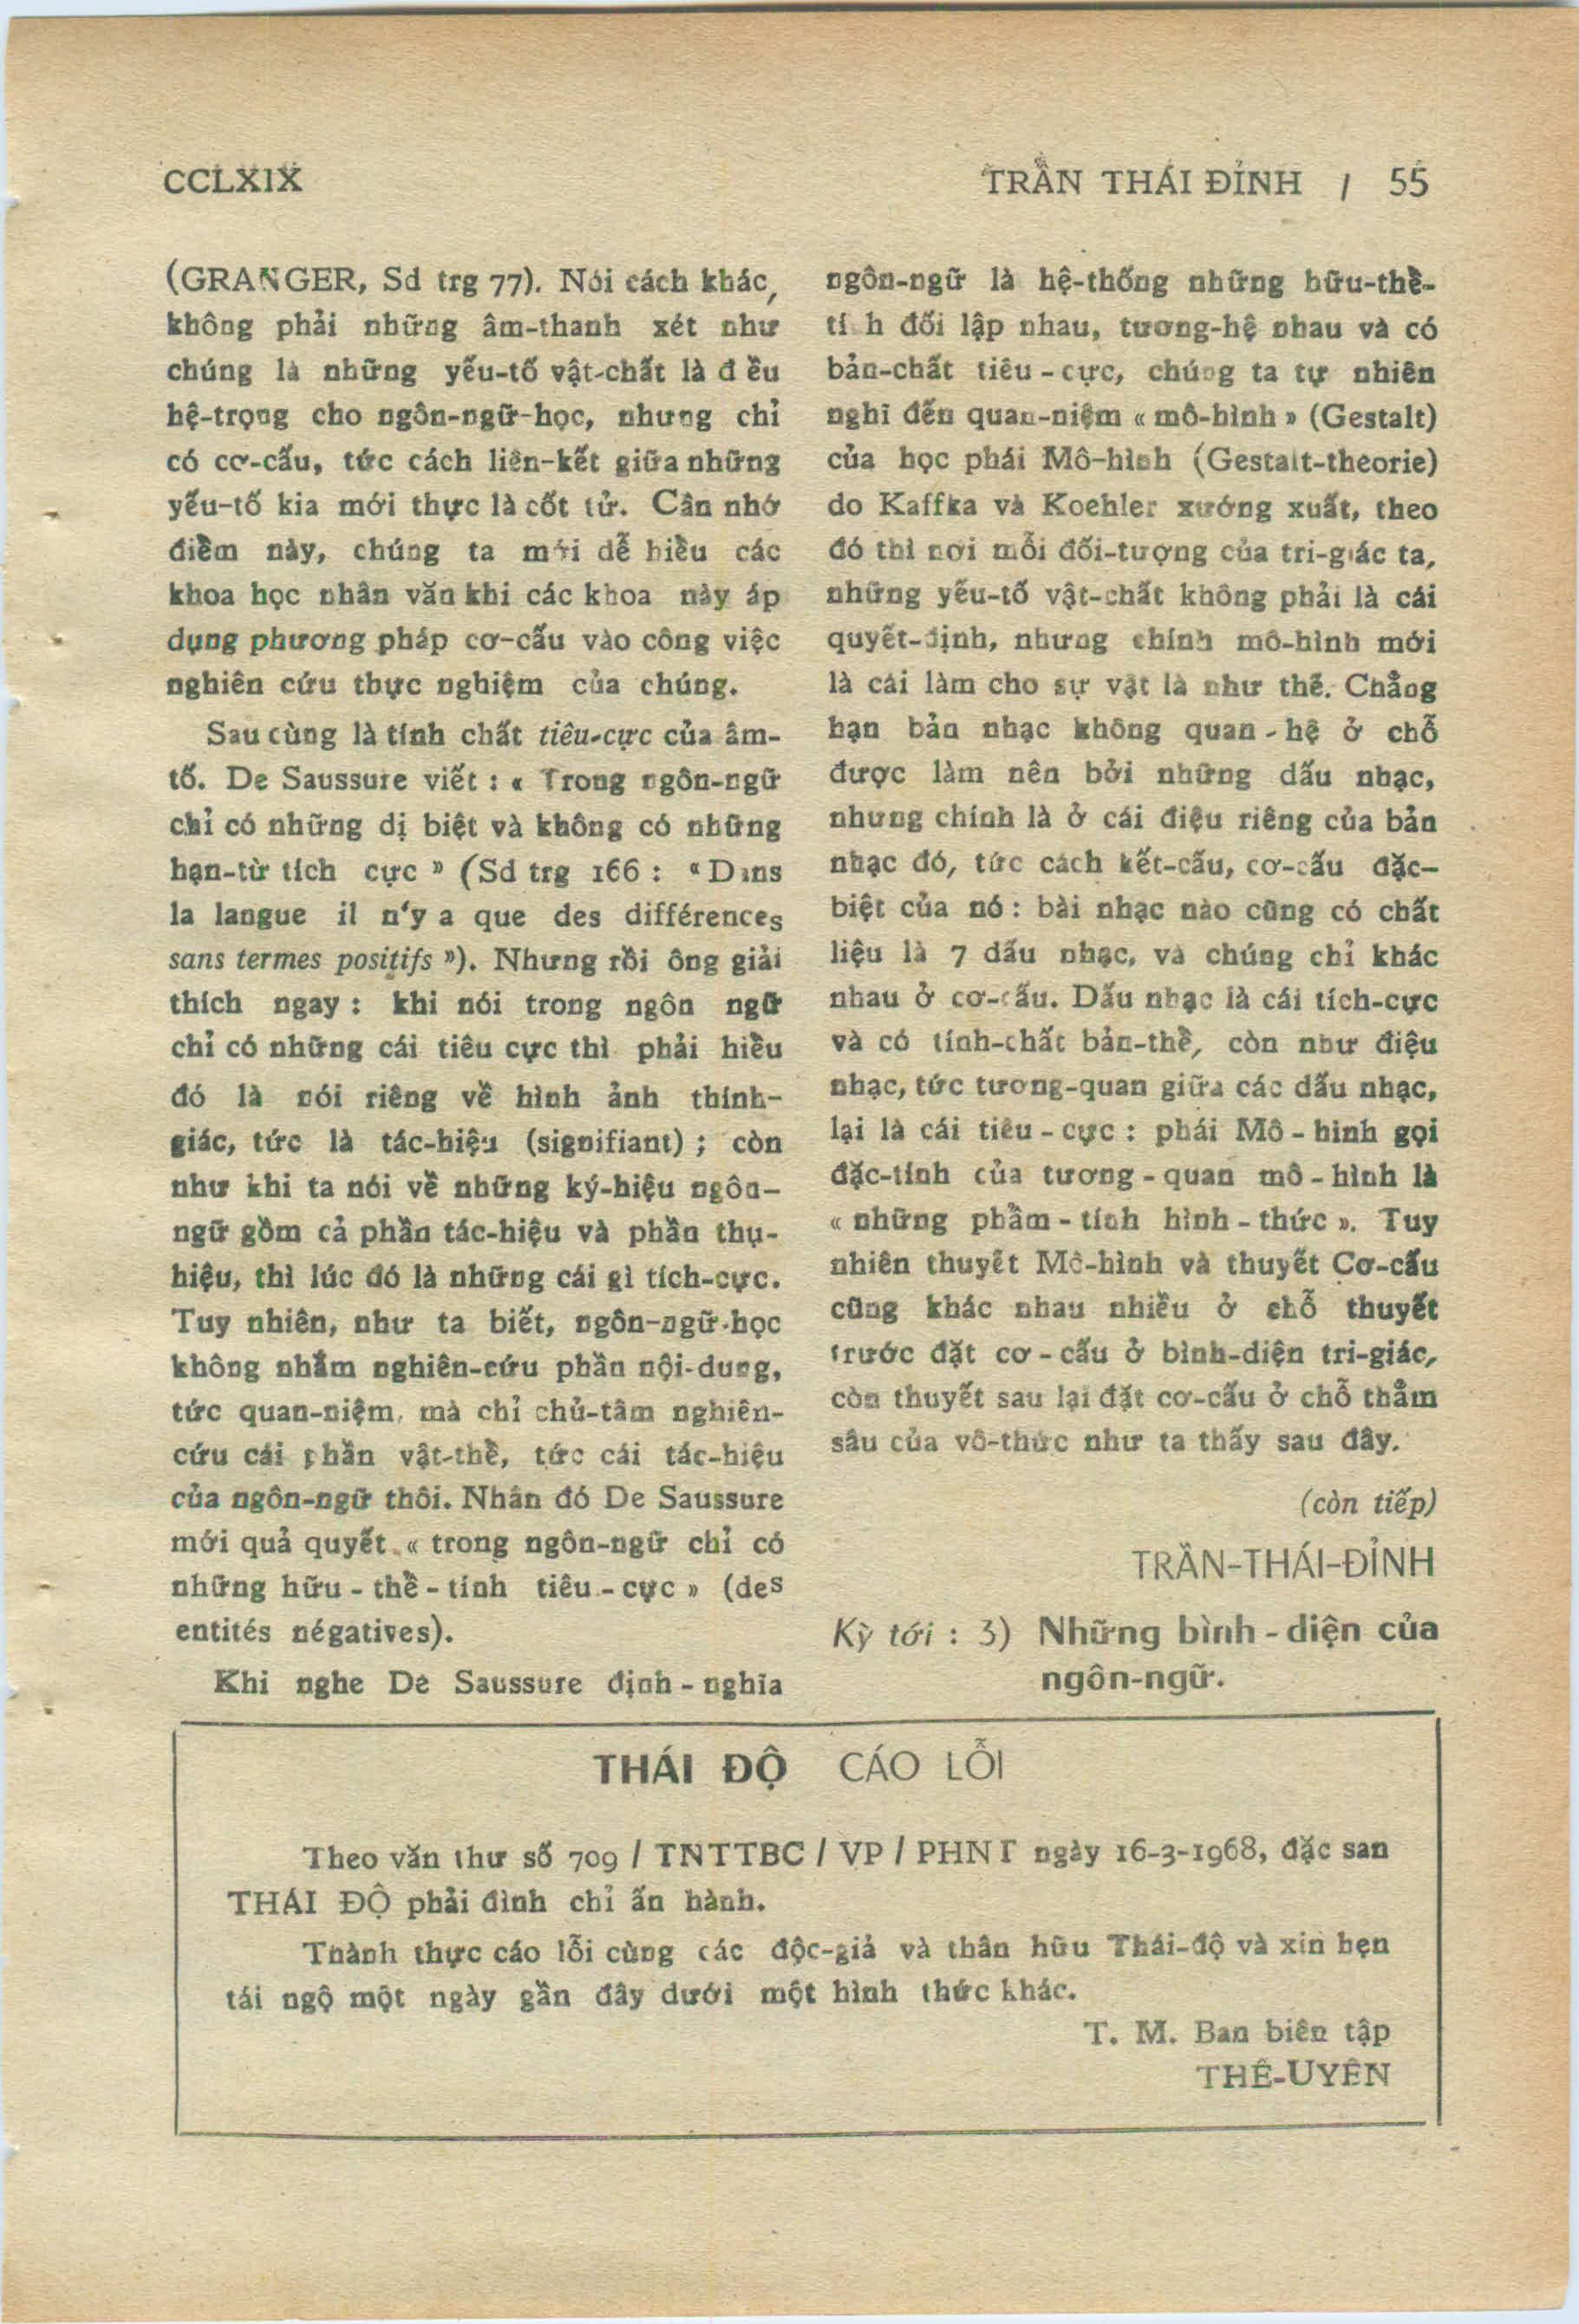 CCLXIX
TRẦN THÁI ĐỈNH / 55
(GRANGER, Sd trg 77). Nói cách khác,
không phải những âm-thanh xét như
chúng là những yếu-tố vật-chất là đ ều
hệ-trọng cho ngôn-ngữ-học, nhưng chỉ
có cơ-cấu, tức cách liên-kết giữa những
yếu-tố kia mới thực là cốt tử. Cần nhớ
điểm này, chúng ta mới dễ hiểu các
khoa học nhân văn khi các khoa này áp
dụng phương pháp cơ-cấu vào công việc
nghiên cứu thực nghiệm của chúng.
Sau cùng là tính chất tiêu-cực của âm-
tố. De Saussure viết : « Trong ngôn-ngữ
chỉ có những dị biệt và không có những
hạn-từ tích cực » (Sd trg 166 : « Dans
la langue il n'y a que des différences
sans termes positifs »). Nhưng rồi ông giải
thích ngay : khi nói trong ngôn ngữ
chỉ có những cái tiêu cực thì phải hiểu
đó là nói riêng về hình ảnh thính-
giác, tức là tác-hiệu (signifiant) ; còn
như khi ta nói về những ký-hiệu ngôn-
ngữ gồm cả phần tác-hiệu và phần thụ-
hiệu, thì lúc đó là những cái gì tích-cực.
Tuy nhiên, như ta biết, ngôn-ngữ-học
không nhắm nghiên-cứu phần nội-dung,
tức quan-niệm, mà chỉ chủ-tâm nghiên-
cứu cái phần vật-thể, tức cái tác-hiệu
của ngôn-ngữ thôi. Nhân đó De Saussure
mới quả quyết « trong ngôn-ngữ chỉ có
những hữu - thể - tính tiêu - cực » (des
entités négatives).
Khi nghe De Saussure định - nghĩa
ngôn-ngữ là hệ-thống những hữu-thể-
tí h đối lập nhau, tương-hệ nhau và có
bản-chất tiêu - cực, chúng ta tự nhiên
nghĩ đến quan-niệm « mô-hình » (Gestalt)
của học phái Mô-hình (Gestalt-theorie)
do Kaffka và Koehler xướng xuất, theo
đó thì nơi mỗi đối-tượng của tri-giác ta,
những yếu-tố vật-chất không phải là cái
quyết-định, nhưng chính mô-hình mới
là cái làm cho sự vật là như thế. Chẳng
hạn bản nhạc không quan - hệ ở chỗ
được làm nên bởi những dấu nhạc,
nhưng chính là ở cái điệu riêng của bản
nhạc đó, tức cách kết-cấu, cơ-cấu đặc-
biệt của nó : bài nhạc nào cũng có chất
liệu là 7 dấu nhạc, và chúng chỉ khác
nhau ở cơ-cấu. Dấu nhạc là cái tích-cực
và có tính-chất bản-thể, còn như điệu
nhạc, tức tương-quan giữa các dấu nhạc,
lại là cái tiêu - cực : phái Mô - hình gọi
đặc-tính của tương - quan mô - hình là
« những phẩm - tính hình - thức ». Tuy
nhiên thuyết Mô-hình và thuyết Cơ-cấu
cũng khác nhau nhiều ở chỗ thuyết
trước đặt cơ - cấu ở bình-diện tri-giác,
còn thuyết sau lại đặt cơ-cấu ở chỗ thẳm
sâu của vô-thức như ta thấy sau đây.
(còn tiếp)
TRẦN-THÁI-ĐỈNH
Kỳ tới : 3) Những bình - diện của
ngôn-ngữ.
THÁI ĐỘ CÁO LỖI
Theo văn thư số 709 / TNTTBC / VP / PHNT ngày 16-3-1968, đặc san
THÁI ĐỘ phải đình chỉ ấn hành.
Thành thực cáo lỗi cùng các độc-giả và thân hữu Thái-độ và xin hẹn
tái ngộ một ngày gần đây dưới một hình thức khác.
T. M. Ban biên tập
THẾ-UYÊN